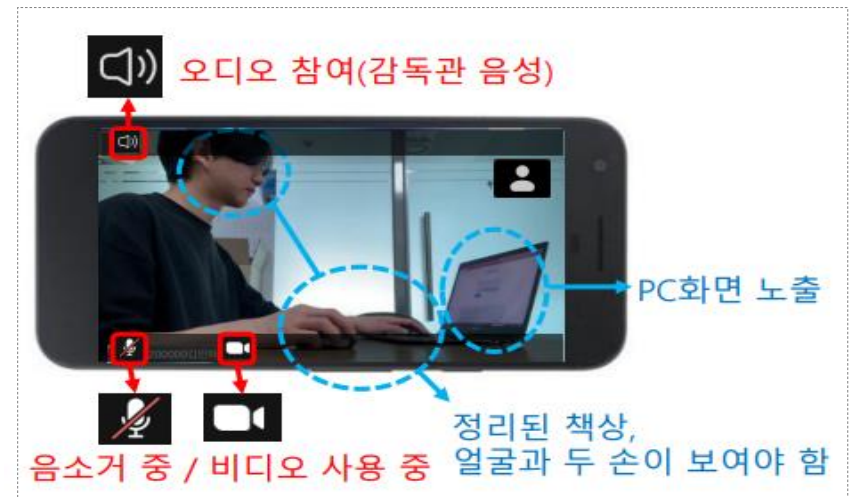 오디오 참여(감독관 음성)
PC화면 노출
정리된 책상,
얼굴과 두 손이 보여야 함
음소거 중 / 비디오 사용 중